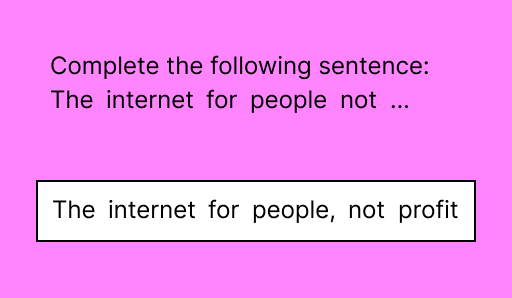 Complete the following sentence:
The internet for people not ...
The internet for people, not profit